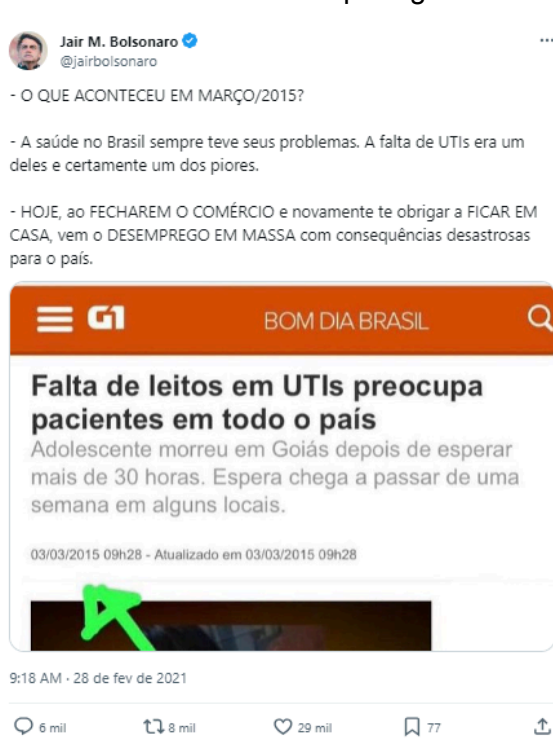 Jair M. Bolsonaro
@jairbolsonaro
- O QUE ACONTECEU EM MARÇO/2015?
- A saúde no Brasil sempre teve seus problemas. A falta de UTIs era um
deles e certamente um dos piores.
- HOJE, ao FECHAREM O COMÉRCIO e novamente te obrigar a FICAR EM
CASA, vem o DESEMPREGO EM MASSA com consequências desastrosas
para o país.
G1 BOM DIA BRASIL
Falta de leitos em UTIs preocupa
pacientes em todo o país
Adolescente morreu em Goiás depois de esperar
mais de 30 horas. Espera chega a passar de uma
semana em alguns locais.
03/03/2015 09h28 - Atualizado em 03/03/2015 09h28
9:18 AM · 28 de fev de 2021
6 mil 8 mil 29 mil 77